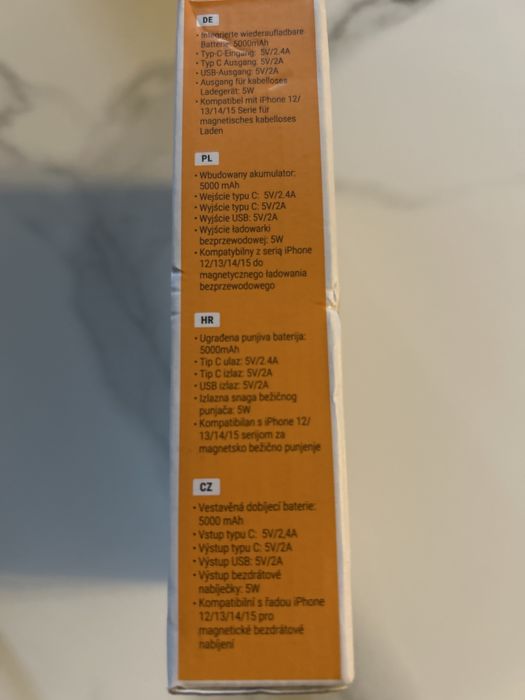 DE
• Integrierte wiederaufladbare
Batterie: 5000mAh
• Typ-C-Eingang: 5V/2.4A
• Typ C Ausgang: 5V/2A
• USB-Ausgang: 5V/2A
• Ausgang für kabelloses
Ladegerät: 5W
• Kompatibel mit iPhone 12/
13/14/15 Serie für
magnetisches kabelloses
Laden
PL
• Wbudowany akumulator:
5000 mAh
• Wejście typu C: 5V/2,4A
• Wyjście typu C: 5V/2A
• Wyjście USB: 5V/2A
• Wyjście ładowarki
bezprzewodowej: 5W
• Kompatybilny z serią iPhone
12/13/14/15 do
magnetycznego ładowania
bezprzewodowego
HR
• Ugrađena punjiva baterija:
5000mAh
• Tip C ulaz: 5V/2.4A
• Tip C izlaz: 5V/2A
• USB izlaz: 5V/2A
• Izlazna snaga bežičnog
punjača: 5W
• Kompatibilan s iPhone 12/
13/14/15 serijom za
magnetsko bežično punjenje
CZ
• Vestavěná dobíjecí baterie:
5000 mAh
• Vstup typu C: 5V/2,4A
• Výstup typu C: 5V/2A
• Výstup USB: 5V/2A
• Výstup bezdrátové
nabíječky: 5W
• Kompatibilní s řadou iPhone
12/13/14/15 pro
magnetické bezdrátové
nabíjení